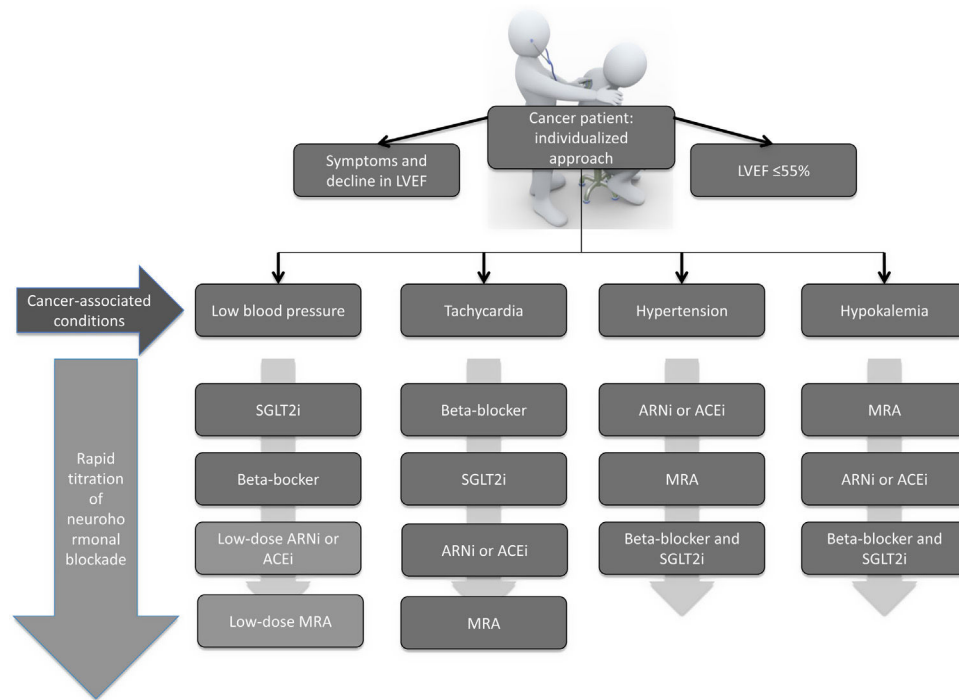 Cancer patient:
individualized
approach
Symptoms and
decline in LVEF
LVEF ≤55%
Cancer-associated
conditions
Low blood pressure
Tachycardia
Hypertension
Hypokalemia
Rapid
titration
of
neuroho
rmonal
blockade
SGLT2i
Beta-bocker
Low-dose ARNi or
ACEi
Low-dose MRA
Beta-blocker
SGLT2i
ARNi or ACEi
MRA
ARNi or ACEi
MRA
Beta-blocker and
SGLT2i
MRA
ARNi or ACEi
Beta-blocker and
SGLT2i